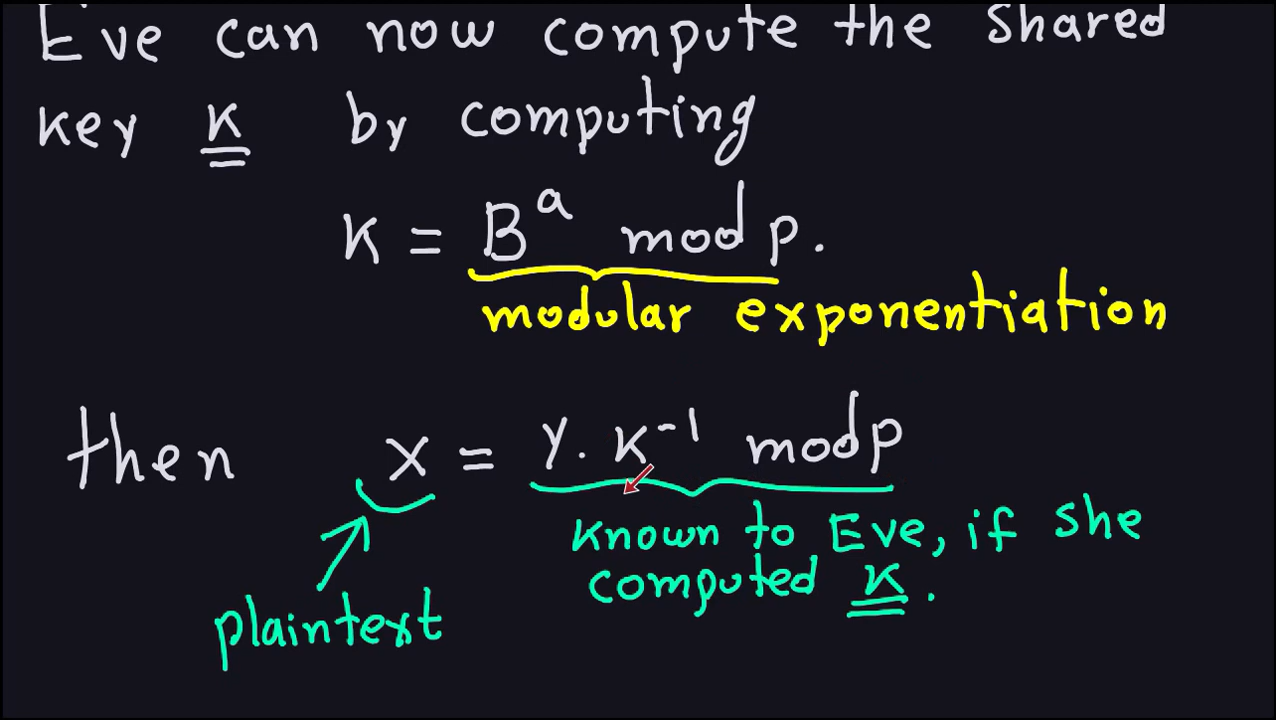 Eve can now compute the shared
key K by computing
K = B^a mod p.
modular exponentiation
then x = y. K^-1 mod p
known to Eve, if she
computed K.
plaintext